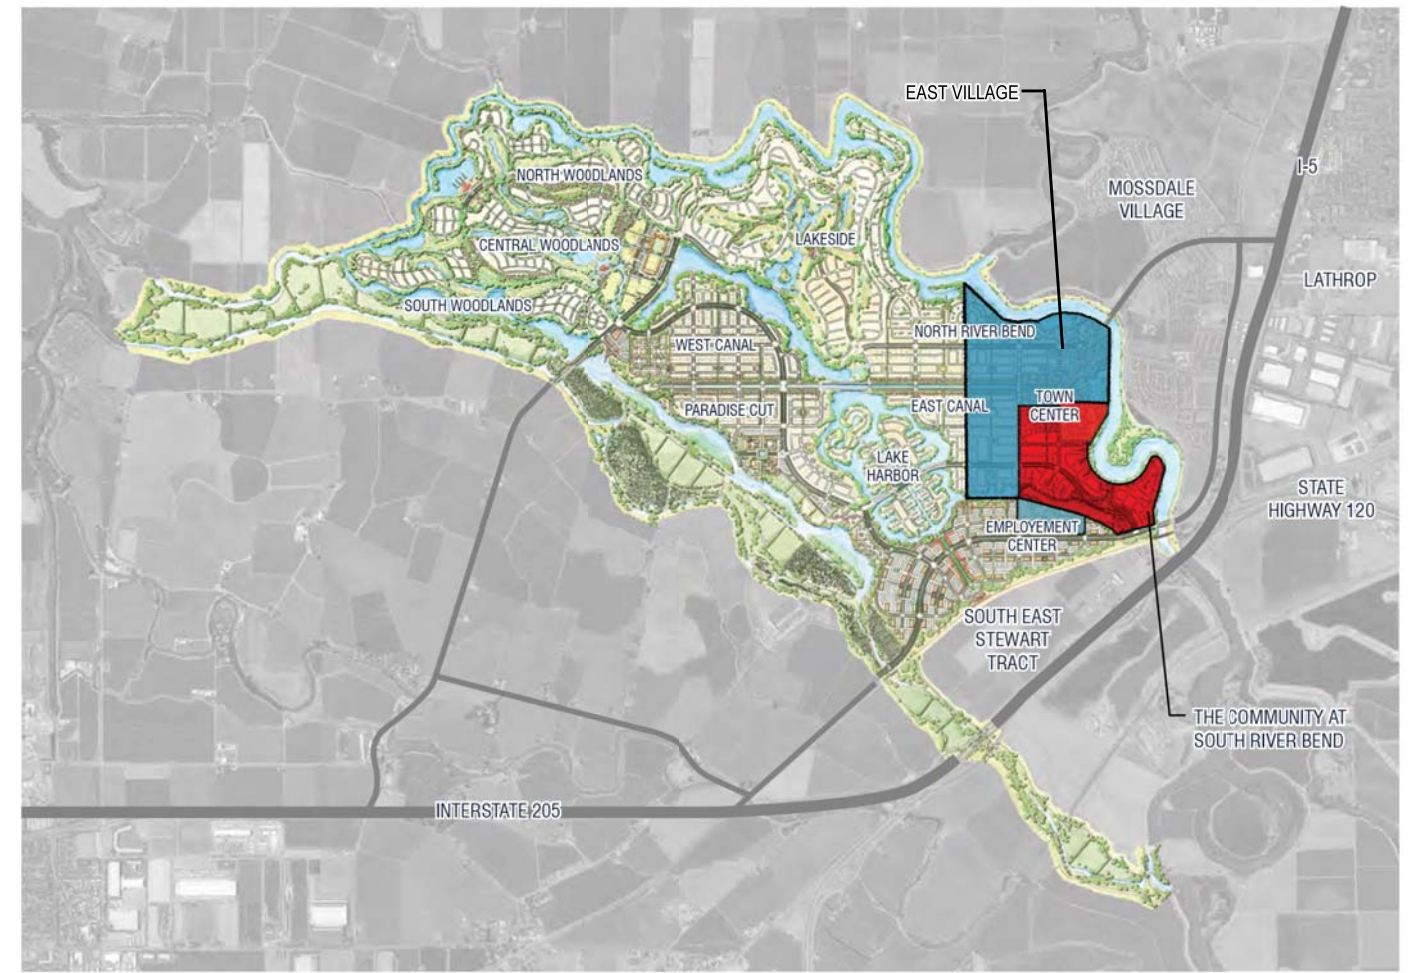 EAST VILLAGE
I-5
NORTH WOODLANDS
MOSSDALE
VILLAGE
CENTRAL WOODLANDS
LAKESIDE
LATHROP
SOUTH WOODLANDS
NORTH RIVER BEND
WEST CANAL
TOWN
CENTER
PARADISE CUT
EAST CANAL
LAKE
HARBOR
STATE
HIGHWAY 120
EMPLOYEMENT
CENTER
SOUTH EAST
STEWART
TRACT
THE COMMUNITY AT
SOUTH RIVER BEND
INTERSTATE 205